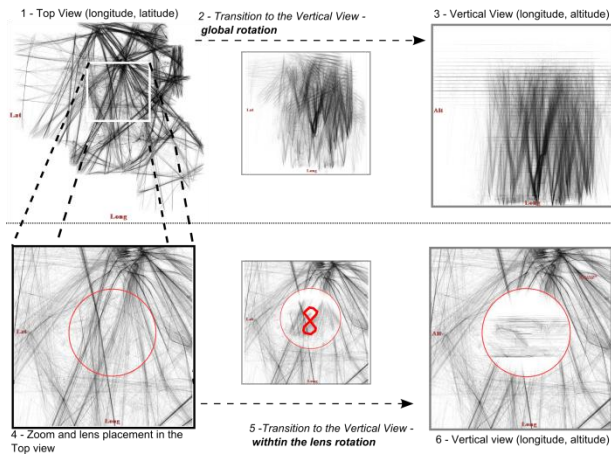 1 - Top View (longitude, latitude)
2 - Transition to the Vertical View -
global rotation
3 - Vertical View (longitude, altitude)
Lat
Long
Lat
Long
Alt
Long
Lat
Long
Long
Alt
Long
4 - Zoom and lens placement in the
Top view
5 -Transition to the Vertical View -
withtin the lens rotation
6 - Vertical view (longitude, altitude)